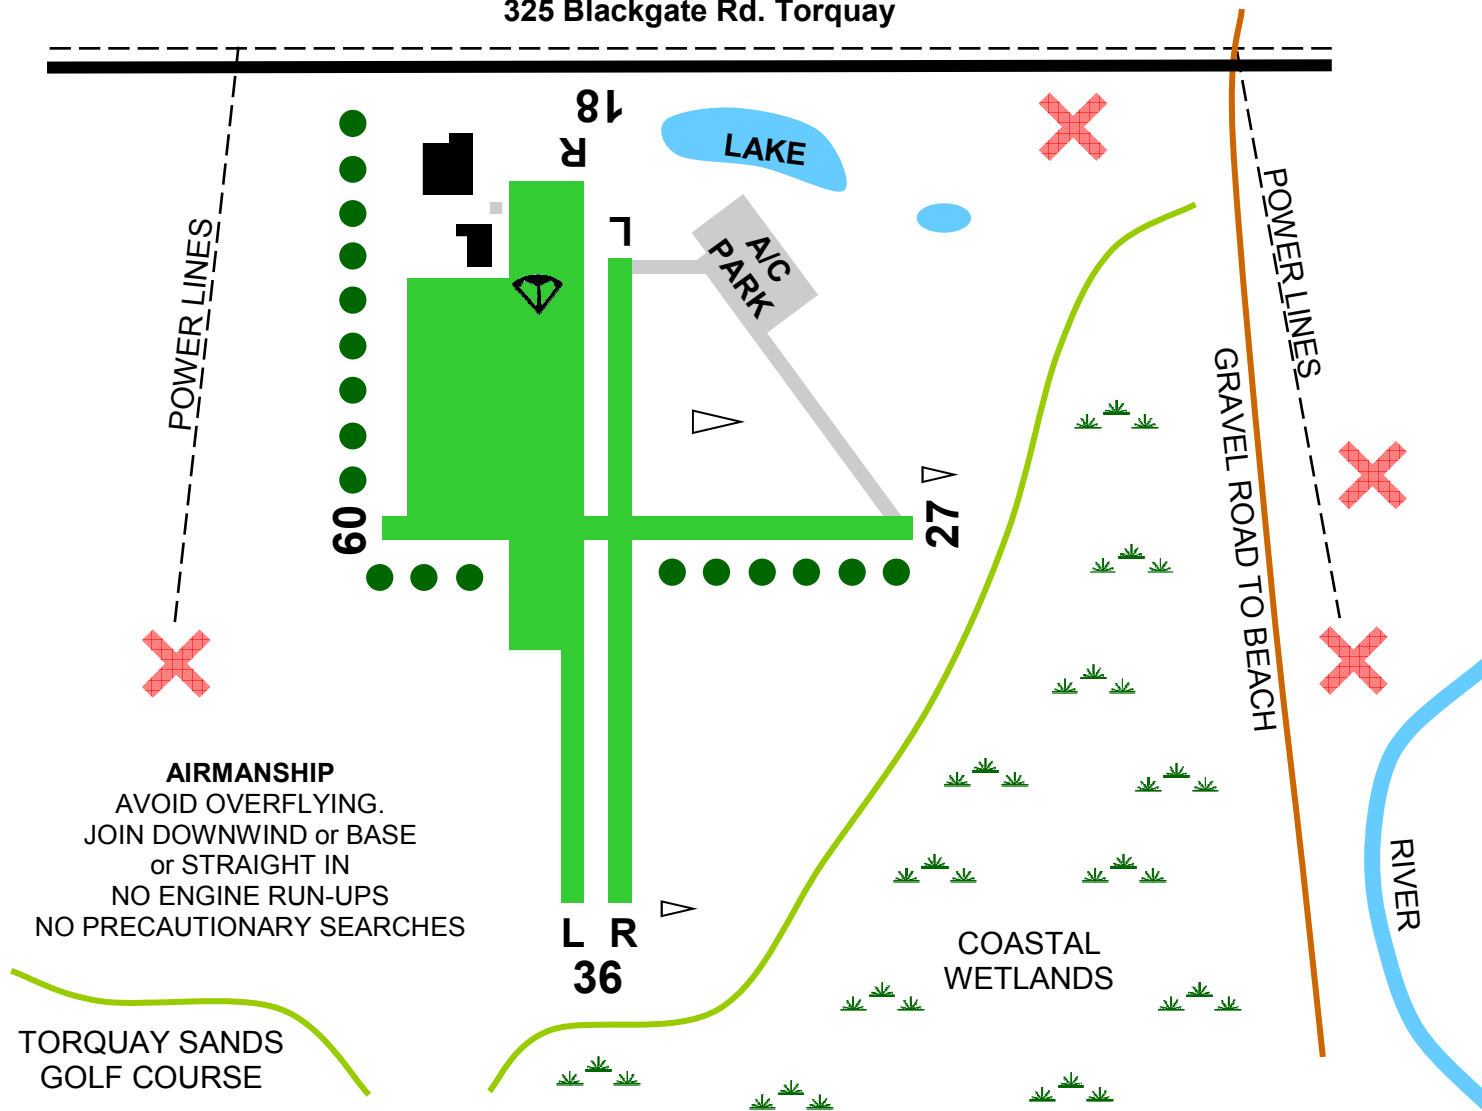 325 Blackgate Rd. Torquay
18
R
L
LAKE
A/C
PARK
POWER LINES
POWER LINES
GRAVEL ROAD TO BEACH
09
27
AIRMANSHIP
AVOID OVERFLYING.
JOIN DOWNWIND or BASE
or STRAIGHT IN
NO ENGINE RUN-UPS
NO PRECAUTIONARY SEARCHES
L R
36
COASTAL
WETLANDS
RIVER
TORQUAY SANDS
GOLF COURSE